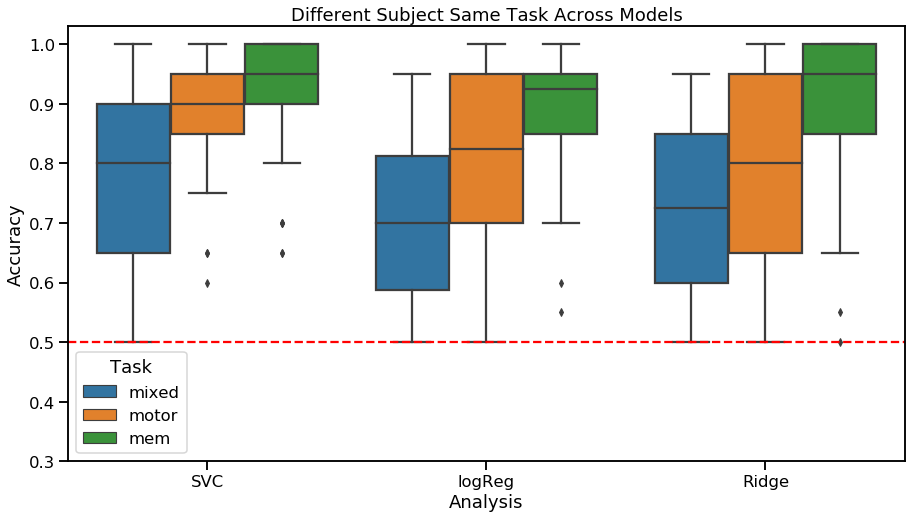 Different Subject Same Task Across Models
Accuracy
1.0
0.9
0.8
0.7
0.6
0.5
0.4
0.3
Task
mixed
motor
mem
SVC
logReg
Ridge
Analysis